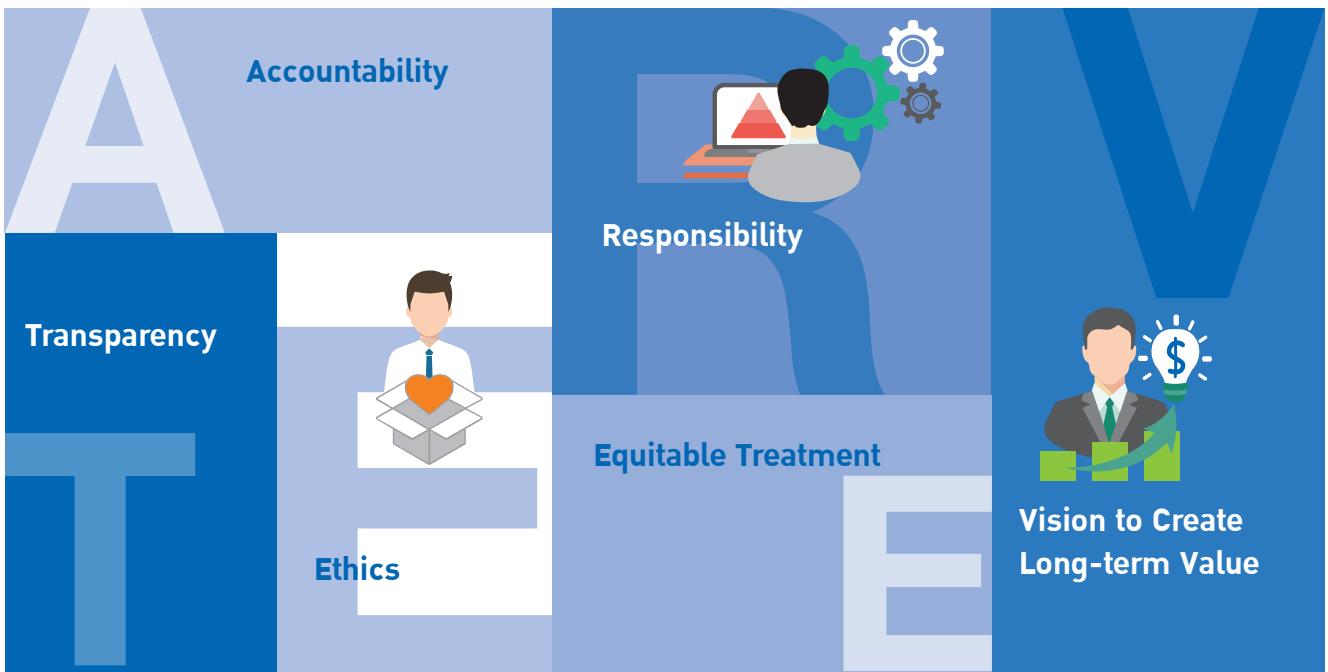 A
Accountability
R
Responsibility
V
$
Vision to Create
Long-term Value
T
Transparency
E
Ethics
E
Equitable Treatment